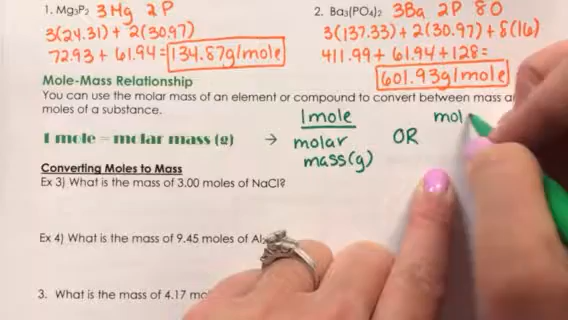 1. Mg₃P₂ 3Mg 2P
3(24.31) + 2(30.97)
72.93 + 61.94 = 134.87g/mole
2. Ba₃(PO₄)₂ 3Ba 2P 8O
3(137.33) + 2(30.97) + 8(16)
411.99 + 61.94 + 128 =
601.93g/mole
Mole-Mass Relationship
You can use the molar mass of an element or compound to convert between mass
moles of a substance.
1 mole = molar mass (g) → 1mole OR mol
molar
mass(g)
Converting Moles to Mass
Ex 3) What is the mass of 3.00 moles of NaCl?
Ex 4) What is the mass of 9.45 moles of
3. What is the mass of 4.17